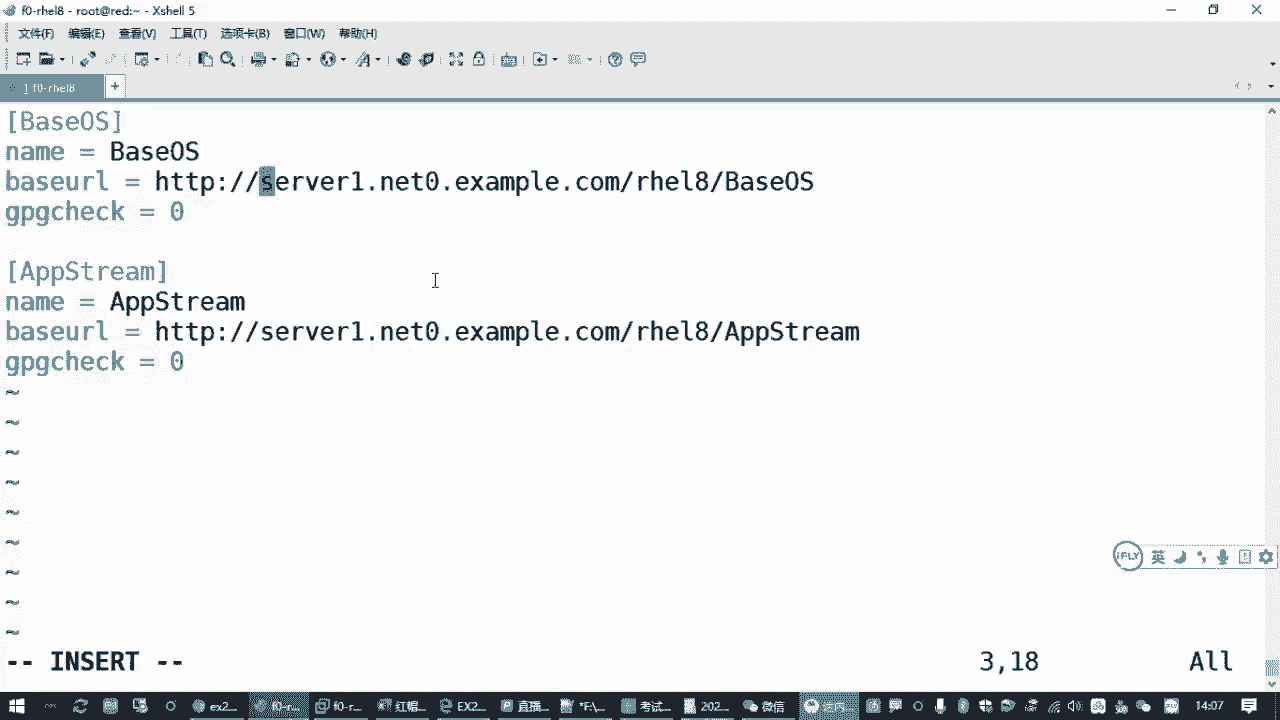 f0-rhel8 - root@red:~ - Xshell 5
文件(F) 编辑(E) 查看(V) 工具(T) 选项卡(B) 窗口(W) 帮助(H)
1 f0-rhel8 +
[BaseOS]
name = BaseOS
baseurl = http://server1.net0.example.com/rhel8/BaseOS
gpgcheck = 0
[AppStream]
name = AppStream
baseurl = http://server1.net0.example.com/rhel8/AppStream
gpgcheck = 0
~
~
~
~
~
~
~
~
~
iFLY 英
-- INSERT -- 3,18 All
ex2... f0-r... f0-r... 红帽... EX2... 直播... *F\... 考试... 202... 微信 英 14:07